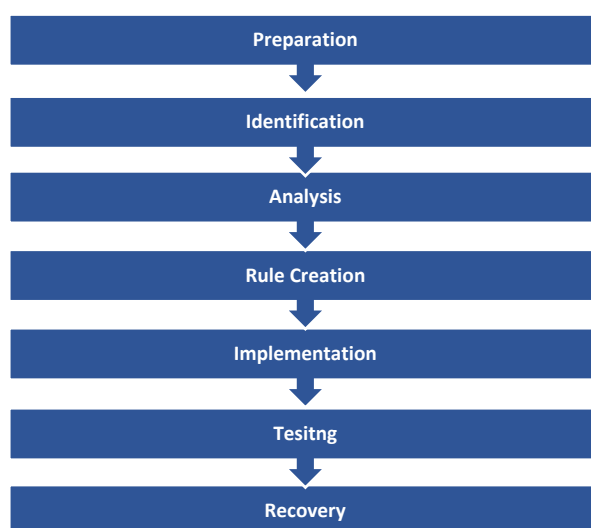 Preparation
Identification
Analysis
Rule Creation
Implementation
Tesitng
Recovery